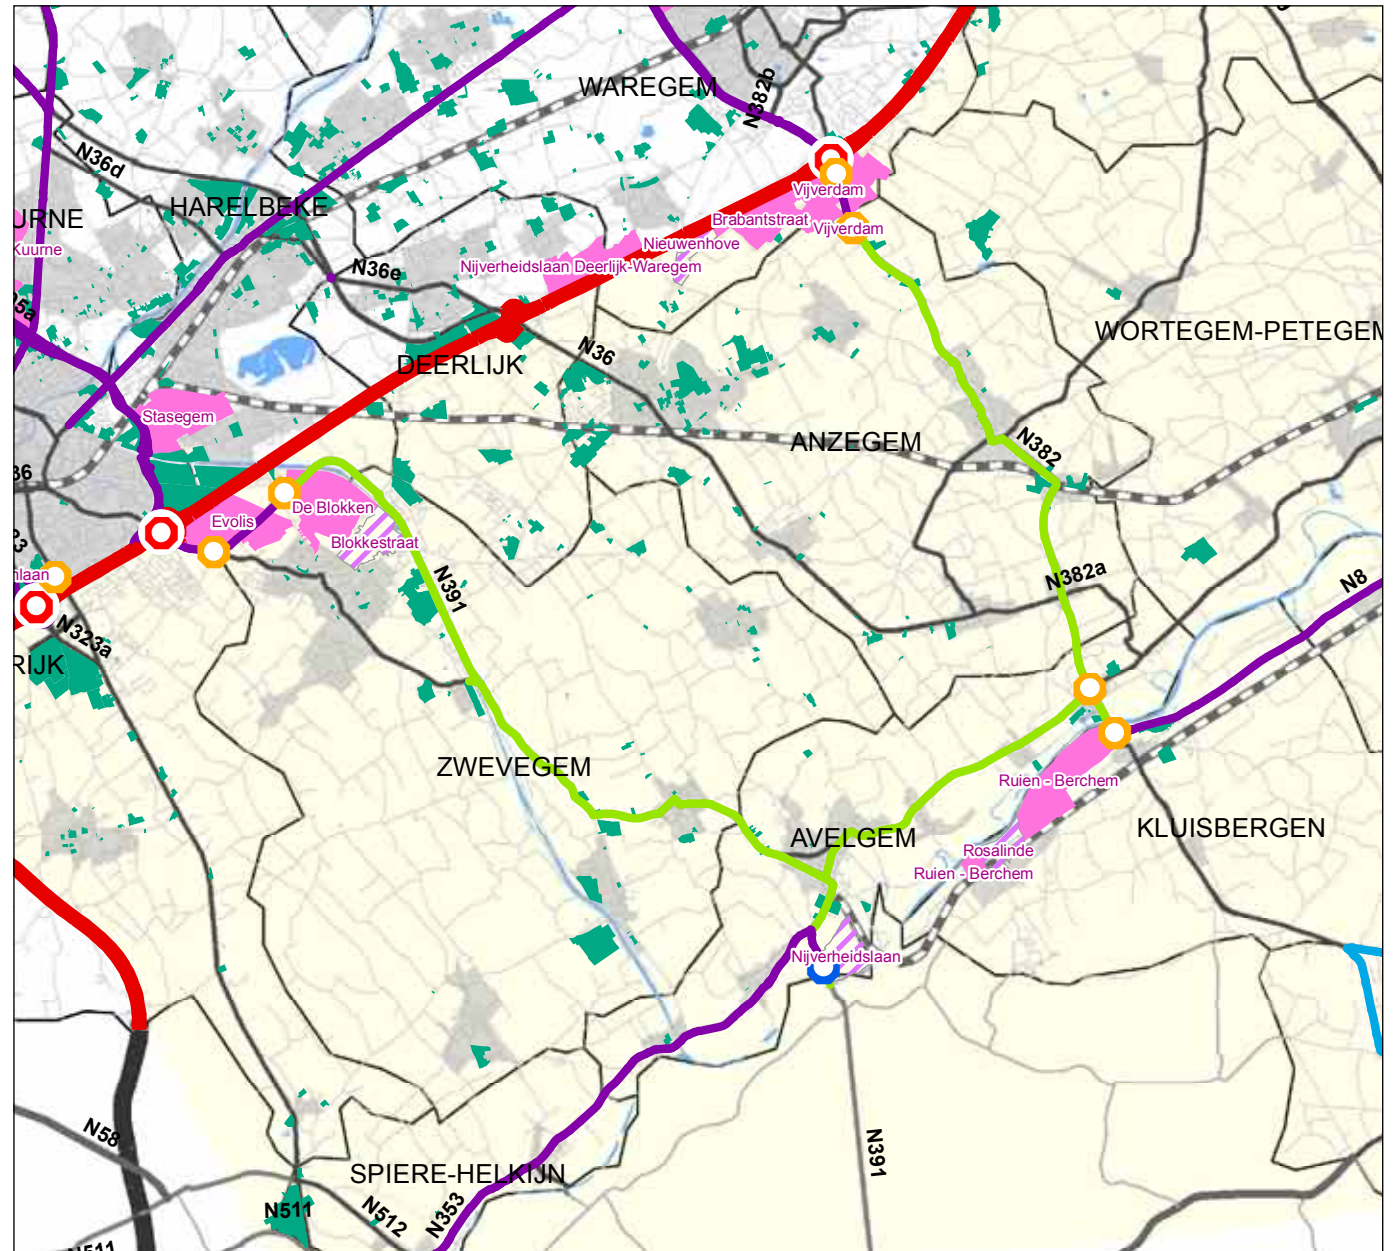 WAREGEM
N382b
N36d
HARELBEKE
URNE
Kuurne
Vijverdam
Brabantstraat
Vijverdam
Nieuwenhove
N36e
Nijverheidslaan Deerlijk-Waregem
WORTEGEM-PETEGEM
N36
DEERLIJK
Stasegem
ANZEGEM
N382
36
De Blokken
Evolis
Blokkestraat
nlaan
N391
N382a
N8
N323a
RIJK
ZWEVEGEM
Ruien - Berchem
AVELGEM
KLUISBERGEN
Rosalinde
Ruien - Berchem
Nijverheidslaan
N58
N391
SPIERE-HELKIJN
N511
N512
N353
N511